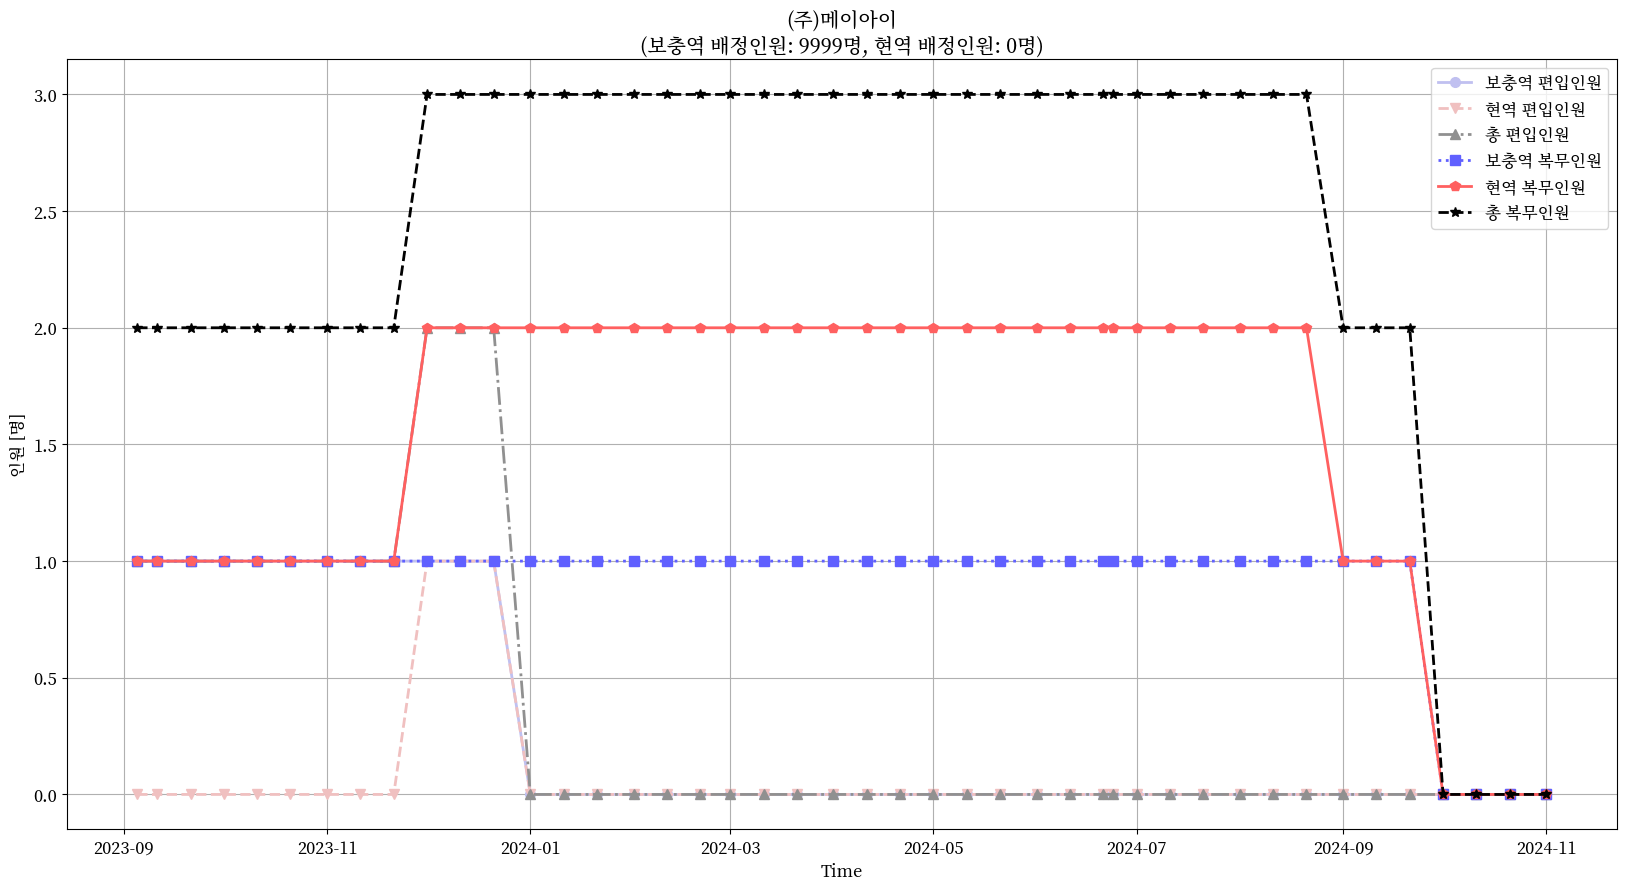 (주)메이아이
(보충역 배정인원: 9999명, 현역 배정인원: 0명)
보충역 편입인원
현역 편입인원
총 편입인원
보충역 복무인원
현역 복무인원
총 복무인원
인원 [명]
3.0
2.5
2.0
1.5
1.0
0.5
0.0
2023-09 2023-11 2024-01 2024-03 2024-05 2024-07 2024-09 2024-11
Time